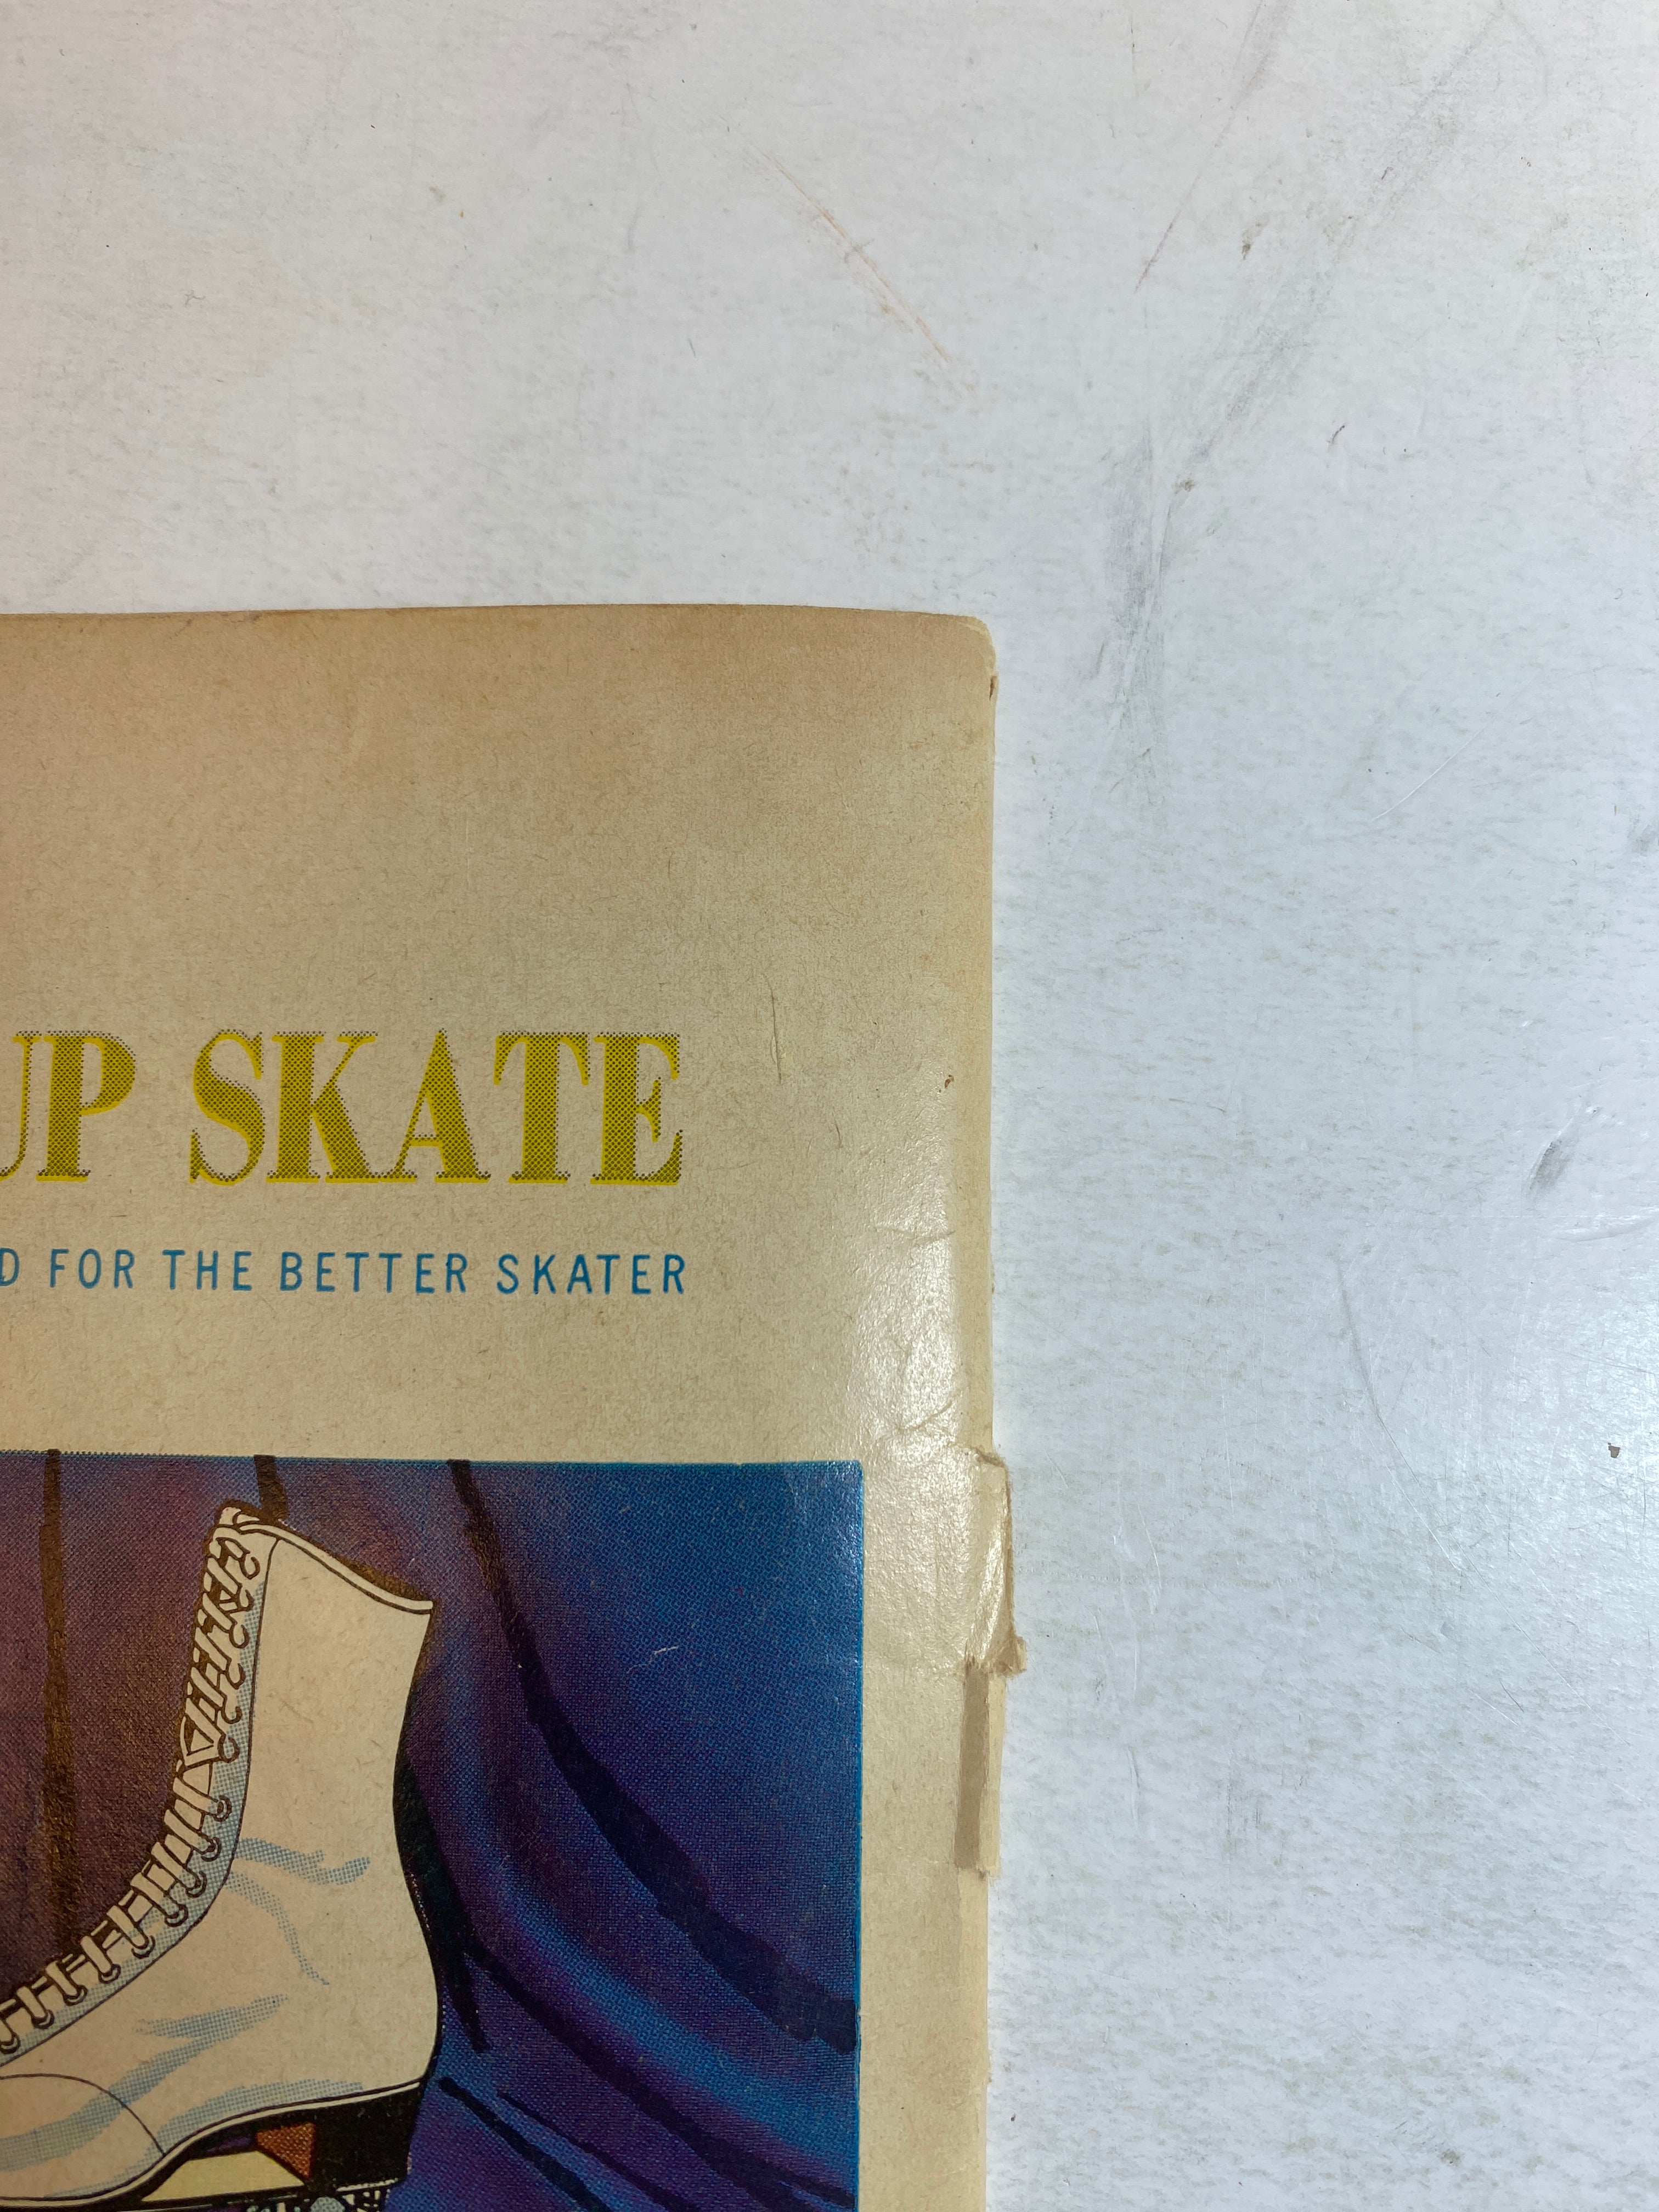 UP SKATE
D FOR THE BETTER SKATER